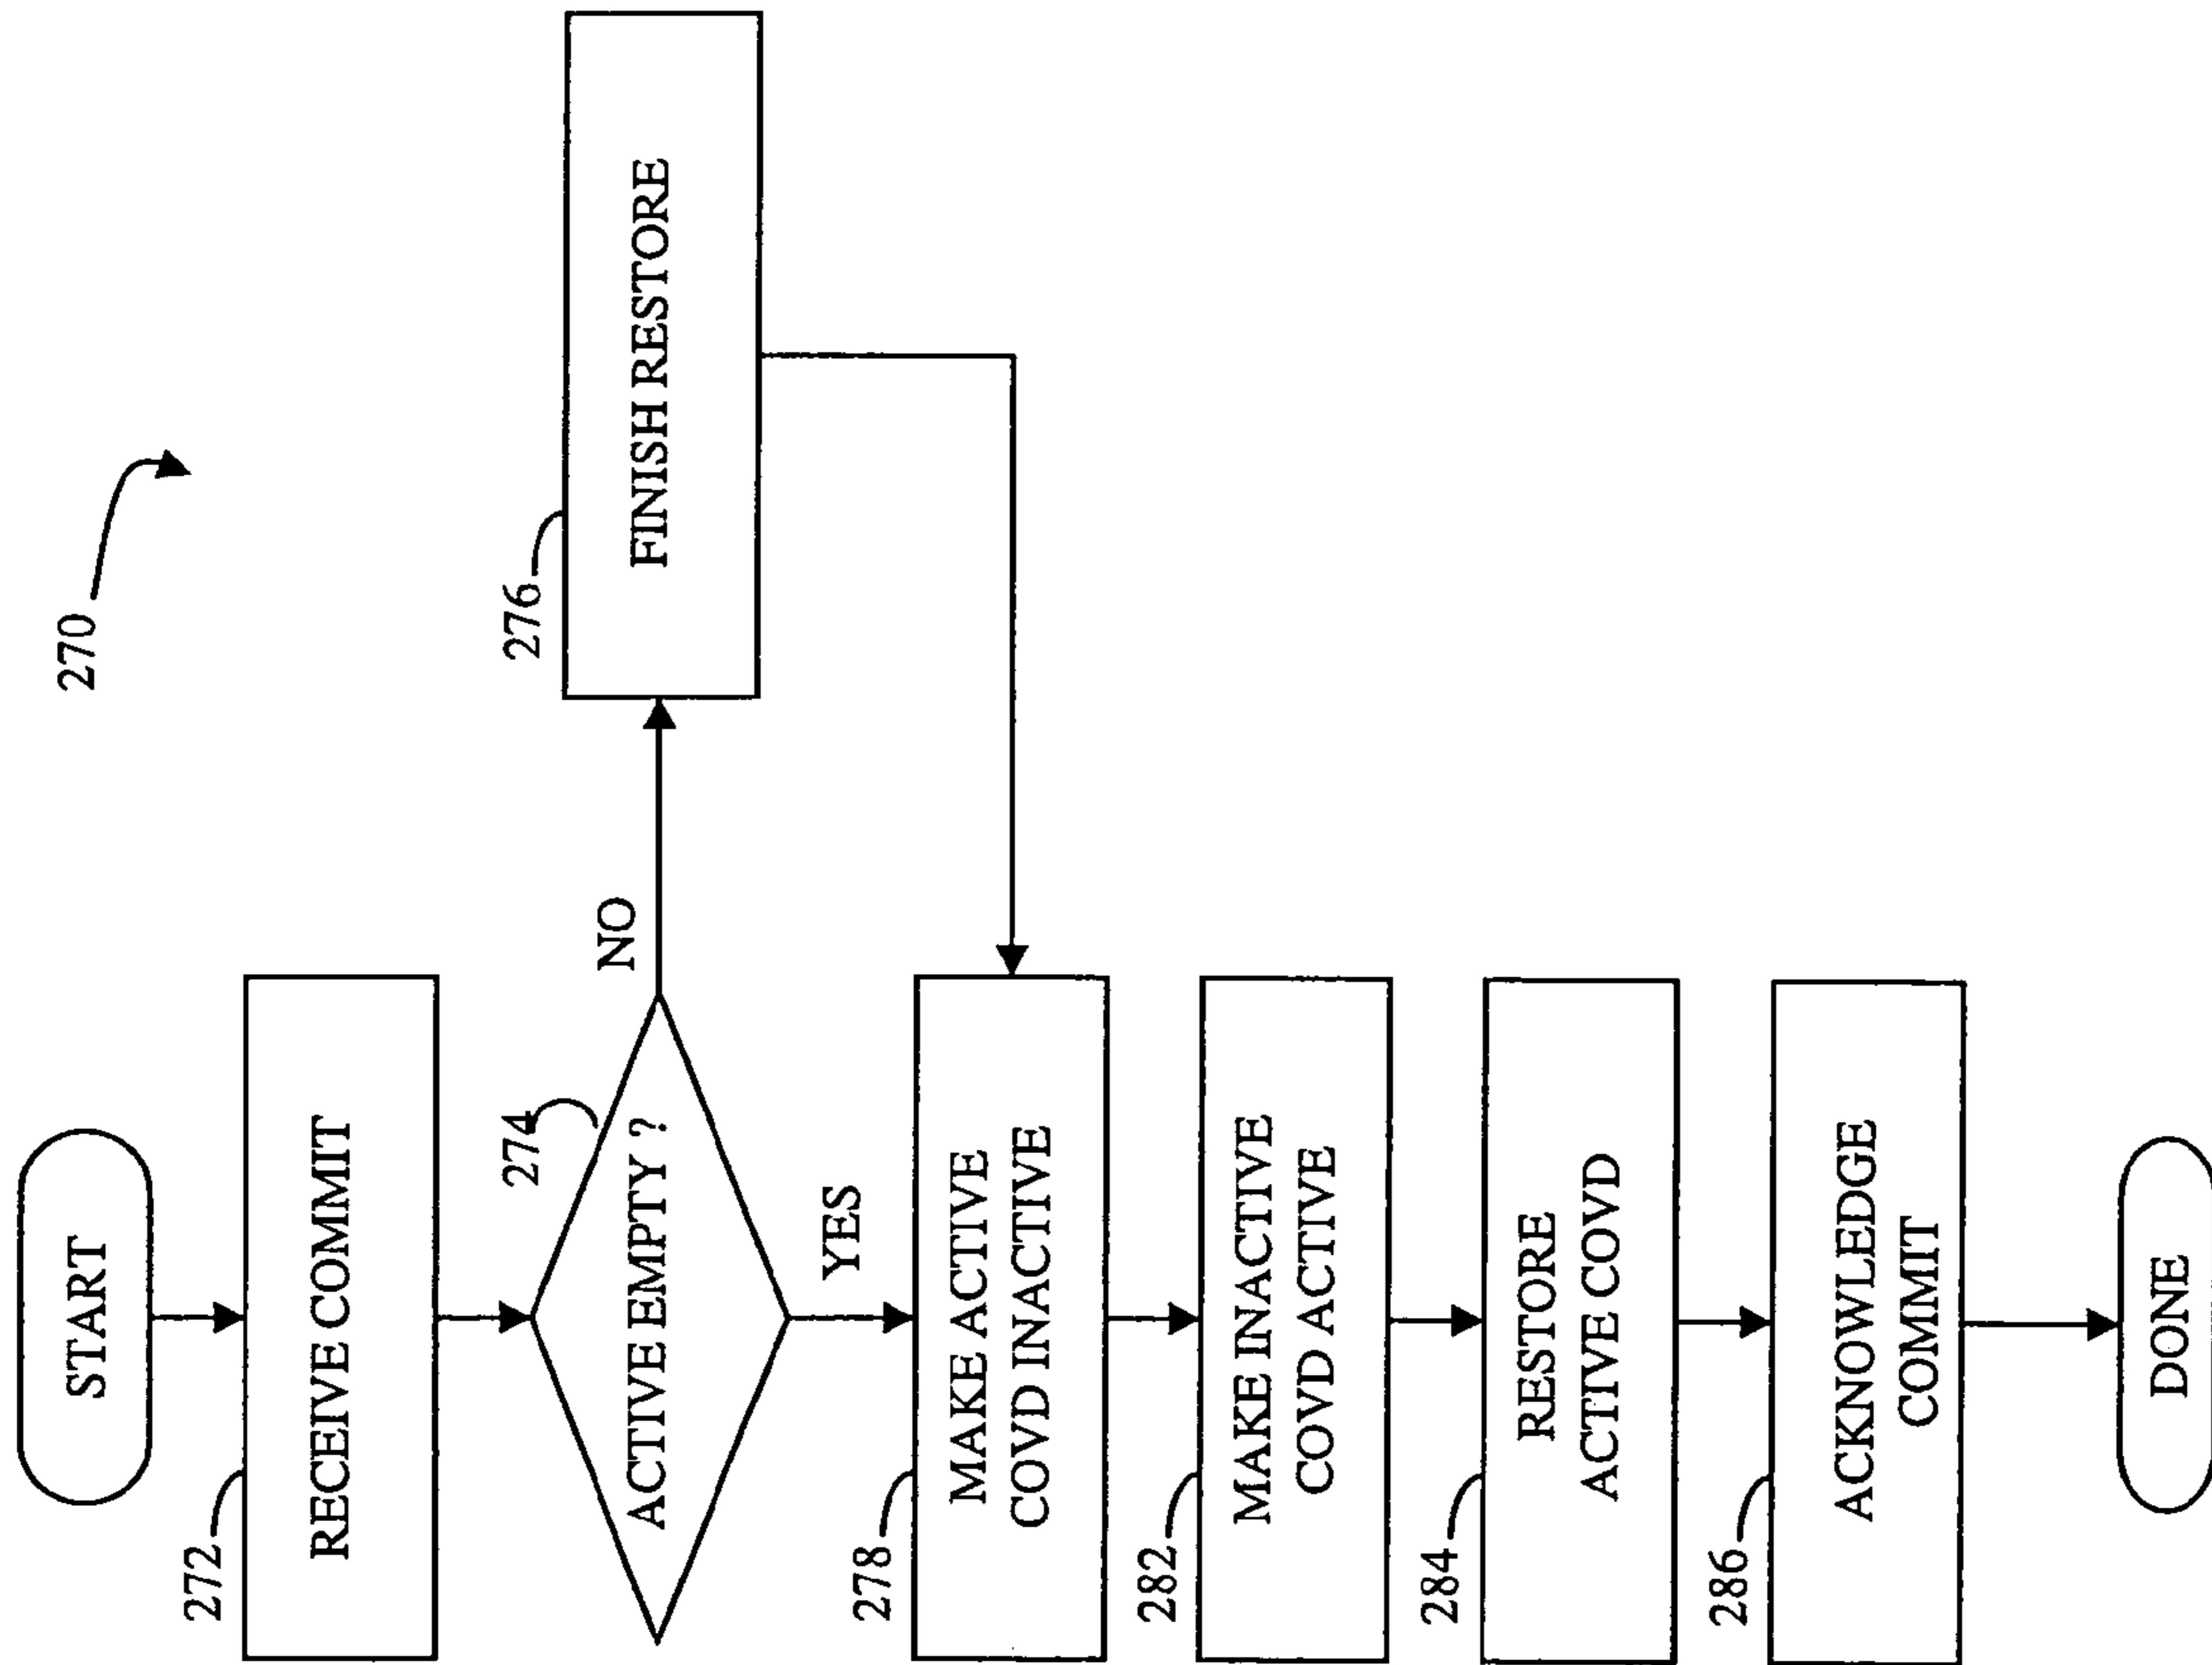 270
START
272
RECEIVE COMMIT
274
ACTIVE EMPTY ?
NO
276
FINISH RESTORE
YES
278
MAKE ACTIVE
COVD INACTIVE
282
MAKE INACTIVE
COVD ACTIVE
284
RESTORE
ACTIVE COVD
286
ACKNOWLEDGE
COMMIT
DONE